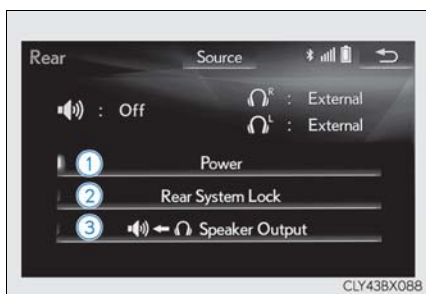 Rear Source
: Off
R : External
L : External
1 Power
2 Rear System Lock
3 Speaker Output
CLY43BX088